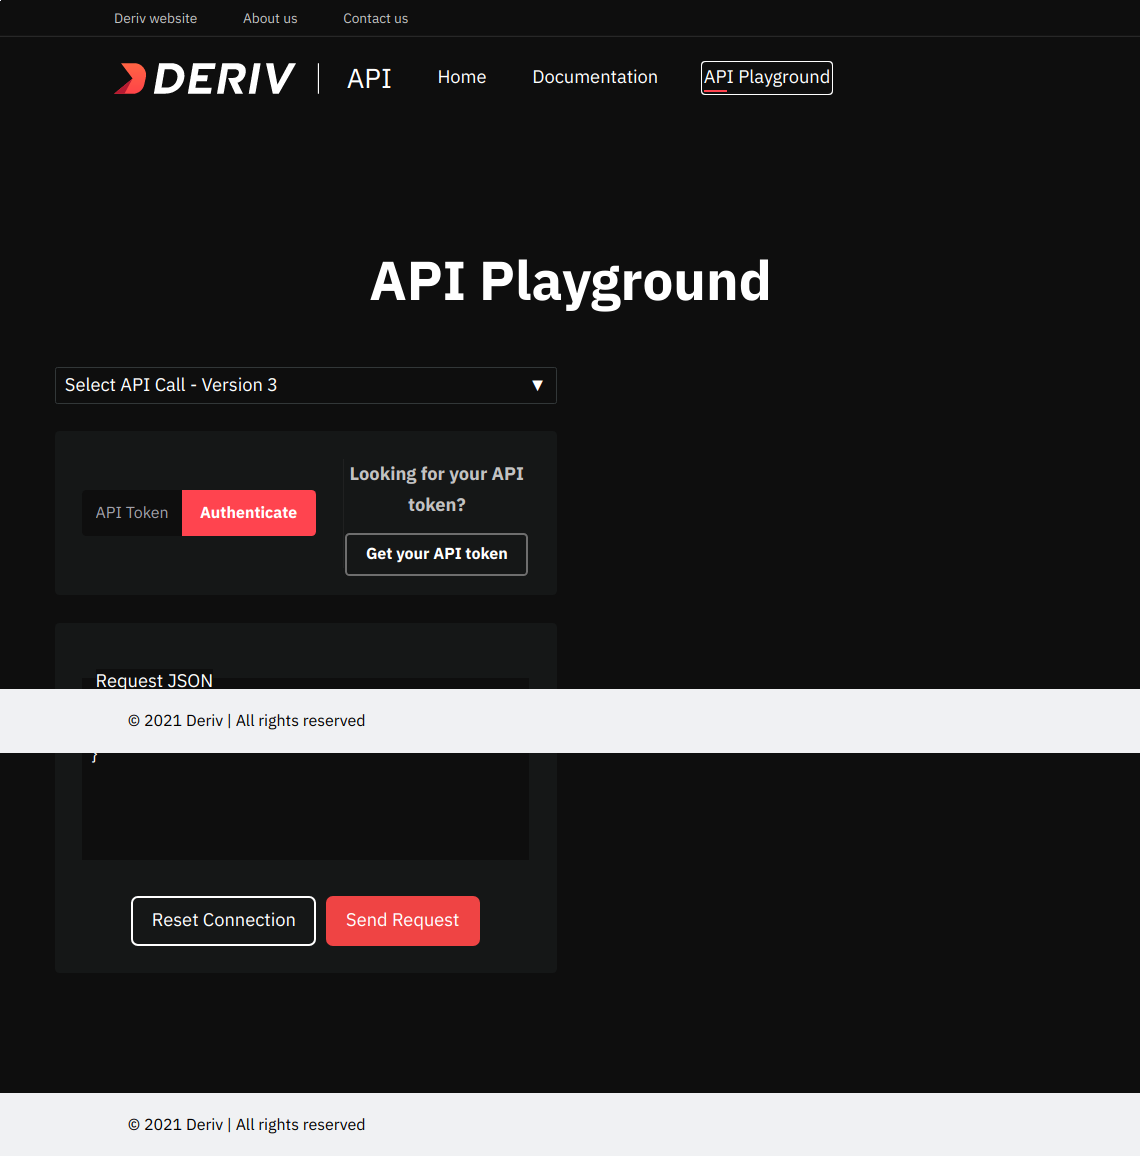 Deriv website About us Contact us
DERIV API Home Documentation API Playground
API Playground
Select API Call - Version 3 ▼
Looking for your API
token?
API Token Authenticate
Get your API token
Request JSON
© 2021 Deriv | All rights reserved
}
Reset Connection Send Request
© 2021 Deriv | All rights reserved